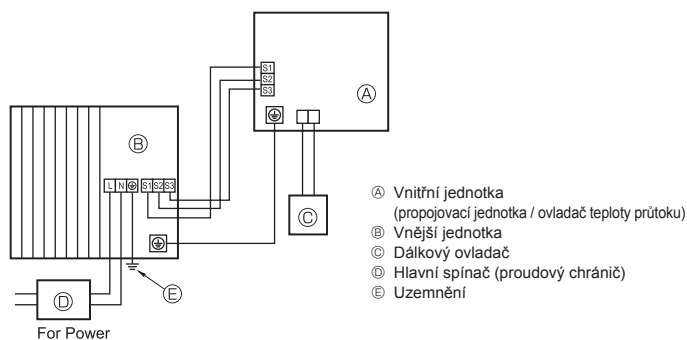 S1
S2
S3
Ⓐ
Ⓑ
L N S1 S2 S3
Ⓒ
Ⓓ
Ⓔ
For Power
Ⓐ Vnitřní jednotka
(propojovací jednotka / ovladač teploty průtoku)
Ⓑ Vnější jednotka
Ⓒ Dálkový ovladač
Ⓓ Hlavní spínač (proudový chránič)
Ⓔ Uzemnění